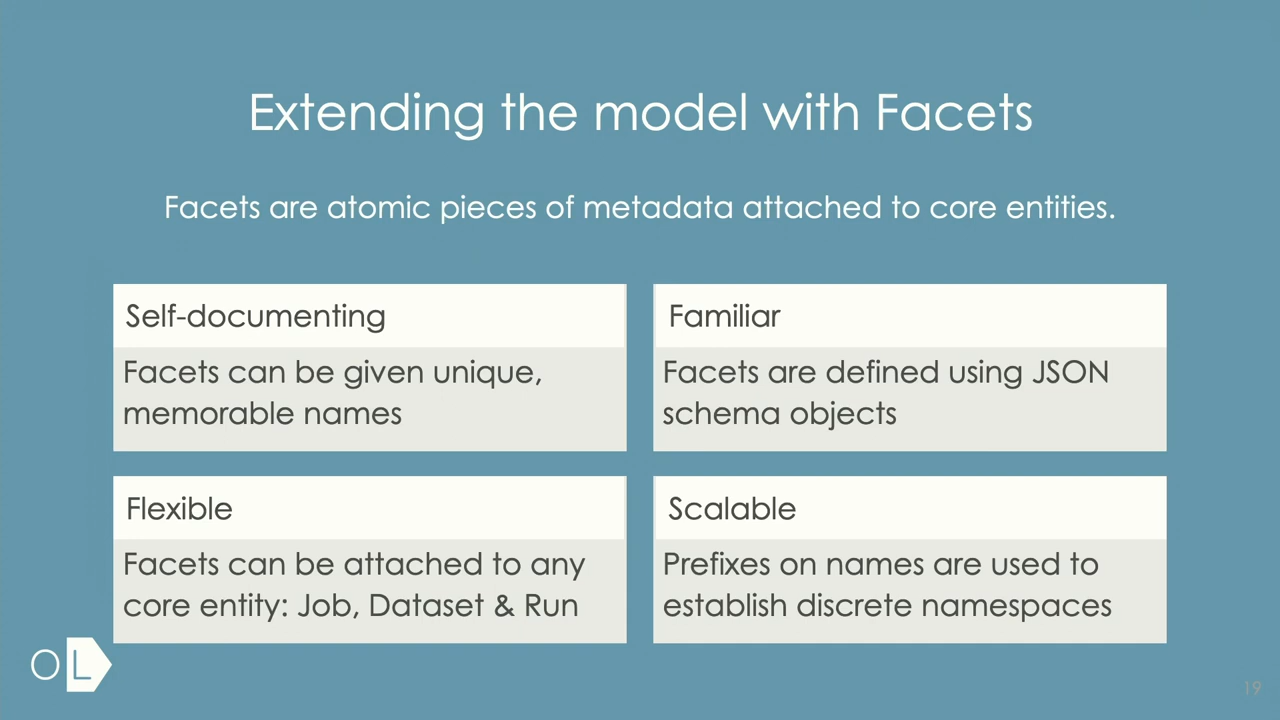 Extending the model with Facets
Facets are atomic pieces of metadata attached to core entities.
Self-documenting
Facets can be given unique,
memorable names
Familiar
Facets are defined using JSON
schema objects
Flexible
Facets can be attached to any
core entity: Job, Dataset & Run
Scalable
Prefixes on names are used to
establish discrete namespaces
OL
19